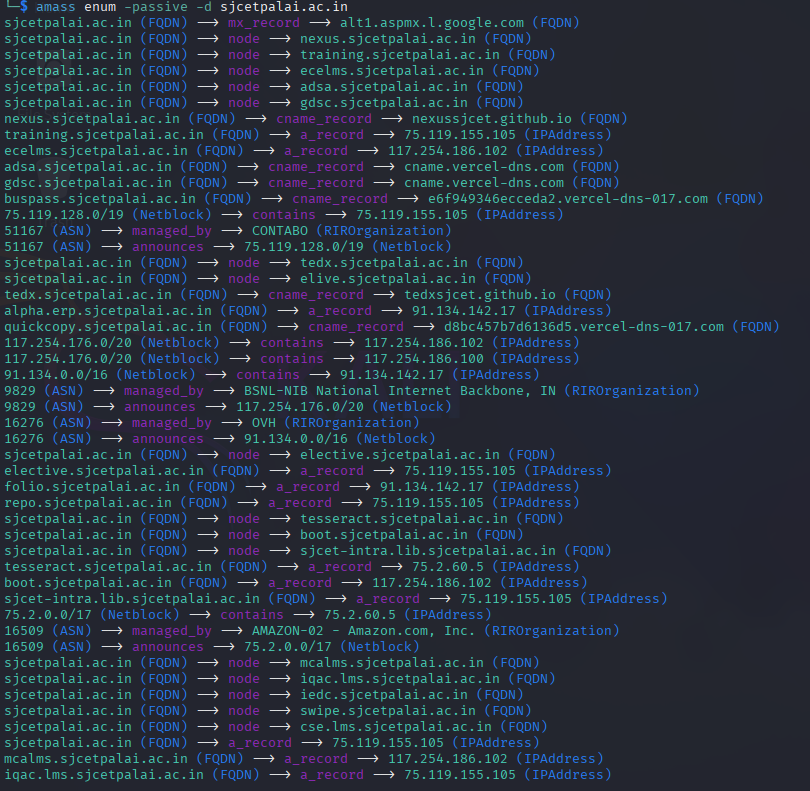 └─$ amass enum -passive -d sjcetpalai.ac.in
sjcetpalai.ac.in (FQDN) ⟶ mx_record ⟶ alt1.aspmx.l.google.com (FQDN)
sjcetpalai.ac.in (FQDN) ⟶ node ⟶ nexus.sjcetpalai.ac.in (FQDN)
sjcetpalai.ac.in (FQDN) ⟶ node ⟶ training.sjcetpalai.ac.in (FQDN)
sjcetpalai.ac.in (FQDN) ⟶ node ⟶ ecelms.sjcetpalai.ac.in (FQDN)
sjcetpalai.ac.in (FQDN) ⟶ node ⟶ adsa.sjcetpalai.ac.in (FQDN)
sjcetpalai.ac.in (FQDN) ⟶ node ⟶ gdsc.sjcetpalai.ac.in (FQDN)
nexus.sjcetpalai.ac.in (FQDN) ⟶ cname_record ⟶ nexussjcet.github.io (FQDN)
training.sjcetpalai.ac.in (FQDN) ⟶ a_record ⟶ 75.119.155.105 (IPAddress)
ecelms.sjcetpalai.ac.in (FQDN) ⟶ a_record ⟶ 117.254.186.102 (IPAddress)
adsa.sjcetpalai.ac.in (FQDN) ⟶ cname_record ⟶ cname.vercel-dns.com (FQDN)
gdsc.sjcetpalai.ac.in (FQDN) ⟶ cname_record ⟶ cname.vercel-dns.com (FQDN)
buspass.sjcetpalai.ac.in (FQDN) ⟶ cname_record ⟶ e6f949346ecceda2.vercel-dns-017.com (FQDN)
75.119.128.0/19 (Netblock) ⟶ contains ⟶ 75.119.155.105 (IPAddress)
51167 (ASN) ⟶ managed_by ⟶ CONTABO (RIROrganization)
51167 (ASN) ⟶ announces ⟶ 75.119.128.0/19 (Netblock)
sjcetpalai.ac.in (FQDN) ⟶ node ⟶ tedx.sjcetpalai.ac.in (FQDN)
sjcetpalai.ac.in (FQDN) ⟶ node ⟶ elive.sjcetpalai.ac.in (FQDN)
tedx.sjcetpalai.ac.in (FQDN) ⟶ cname_record ⟶ tedxsjcet.github.io (FQDN)
alpha.erp.sjcetpalai.ac.in (FQDN) ⟶ a_record ⟶ 91.134.142.17 (IPAddress)
quickcopy.sjcetpalai.ac.in (FQDN) ⟶ cname_record ⟶ d8bc457b7d6136d5.vercel-dns-017.com (FQDN)
117.254.176.0/20 (Netblock) ⟶ contains ⟶ 117.254.186.102 (IPAddress)
117.254.176.0/20 (Netblock) ⟶ contains ⟶ 117.254.186.100 (IPAddress)
91.134.0.0/16 (Netblock) ⟶ contains ⟶ 91.134.142.17 (IPAddress)
9829 (ASN) ⟶ managed_by ⟶ BSNL-NIB National Internet Backbone, IN (RIROrganization)
9829 (ASN) ⟶ announces ⟶ 117.254.176.0/20 (Netblock)
16276 (ASN) ⟶ managed_by ⟶ OVH (RIROrganization)
16276 (ASN) ⟶ announces ⟶ 91.134.0.0/16 (Netblock)
sjcetpalai.ac.in (FQDN) ⟶ node ⟶ elective.sjcetpalai.ac.in (FQDN)
elective.sjcetpalai.ac.in (FQDN) ⟶ a_record ⟶ 75.119.155.105 (IPAddress)
folio.sjcetpalai.ac.in (FQDN) ⟶ a_record ⟶ 91.134.142.17 (IPAddress)
repo.sjcetpalai.ac.in (FQDN) ⟶ a_record ⟶ 75.119.155.105 (IPAddress)
sjcetpalai.ac.in (FQDN) ⟶ node ⟶ tesseract.sjcetpalai.ac.in (FQDN)
sjcetpalai.ac.in (FQDN) ⟶ node ⟶ boot.sjcetpalai.ac.in (FQDN)
sjcetpalai.ac.in (FQDN) ⟶ node ⟶ sjcet-intra.lib.sjcetpalai.ac.in (FQDN)
tesseract.sjcetpalai.ac.in (FQDN) ⟶ a_record ⟶ 75.2.60.5 (IPAddress)
boot.sjcetpalai.ac.in (FQDN) ⟶ a_record ⟶ 117.254.186.102 (IPAddress)
sjcet-intra.lib.sjcetpalai.ac.in (FQDN) ⟶ a_record ⟶ 75.119.155.105 (IPAddress)
75.2.0.0/17 (Netblock) ⟶ contains ⟶ 75.2.60.5 (IPAddress)
16509 (ASN) ⟶ managed_by ⟶ AMAZON-02 - Amazon.com, Inc. (RIROrganization)
16509 (ASN) ⟶ announces ⟶ 75.2.0.0/17 (Netblock)
sjcetpalai.ac.in (FQDN) ⟶ node ⟶ mcalms.sjcetpalai.ac.in (FQDN)
sjcetpalai.ac.in (FQDN) ⟶ node ⟶ iqac.lms.sjcetpalai.ac.in (FQDN)
sjcetpalai.ac.in (FQDN) ⟶ node ⟶ iedc.sjcetpalai.ac.in (FQDN)
sjcetpalai.ac.in (FQDN) ⟶ node ⟶ swipe.sjcetpalai.ac.in (FQDN)
sjcetpalai.ac.in (FQDN) ⟶ node ⟶ cse.lms.sjcetpalai.ac.in (FQDN)
sjcetpalai.ac.in (FQDN) ⟶ a_record ⟶ 75.119.155.105 (IPAddress)
mcalms.sjcetpalai.ac.in (FQDN) ⟶ a_record ⟶ 117.254.186.102 (IPAddress)
iqac.lms.sjcetpalai.ac.in (FQDN) ⟶ a_record ⟶ 75.119.155.105 (IPAddress)